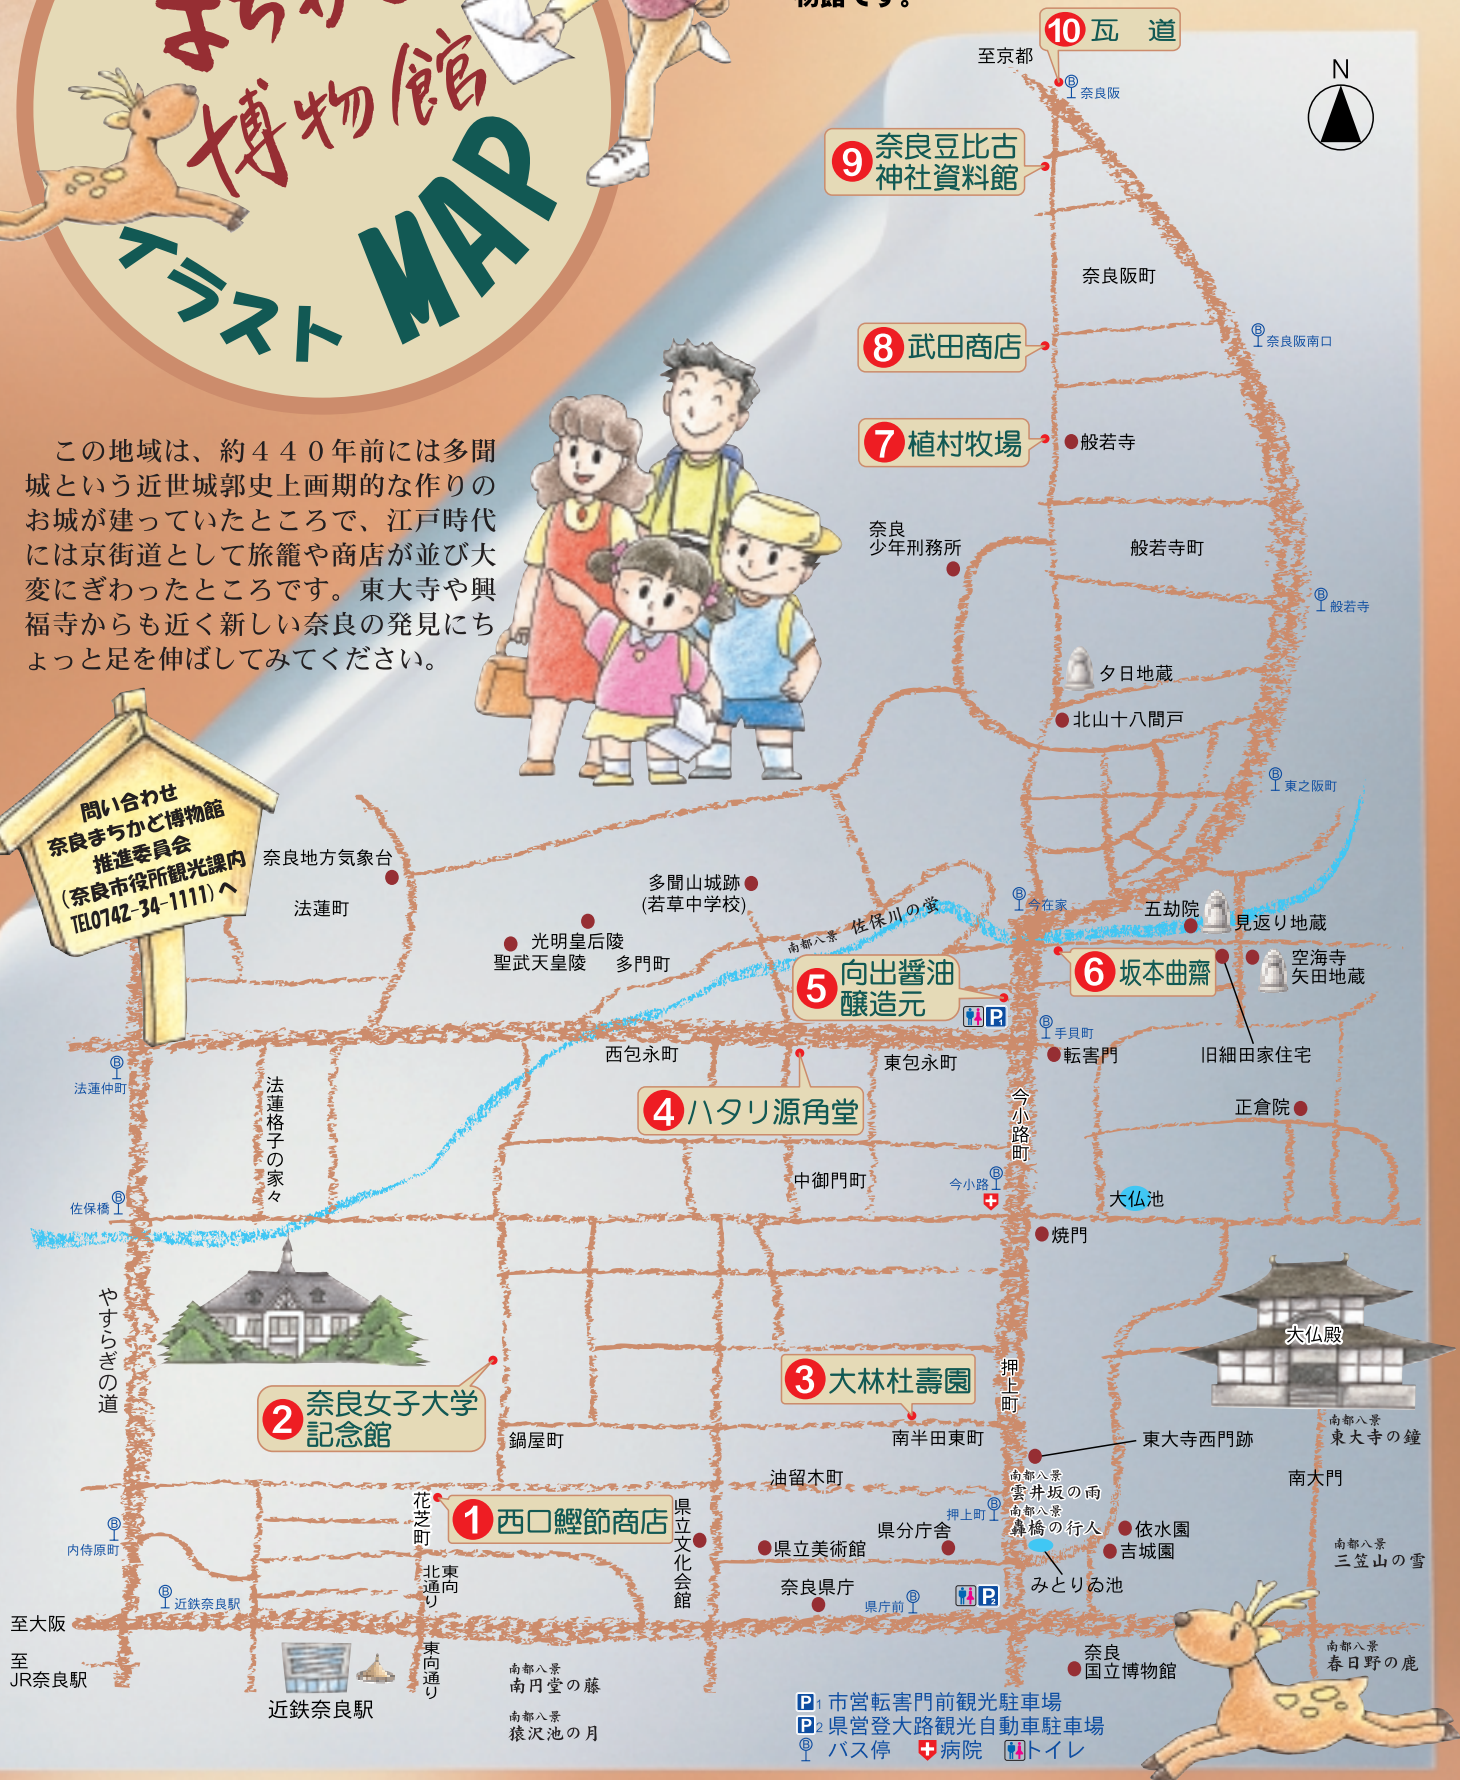 物館です。
まちか
博物館
イラスト
MAP
この地域は、約４４０年前には多聞
城という近世城郭史上画期的な作りの
お城が建っていたところで、江戸時代
には京街道として旅籠や商店が並び大
変にぎわったところです。東大寺や興
福寺からも近く新しい奈良の発見にち
ょっと足を伸ばしてみてください。
問い合わせ
奈良まちかど博物館
推進委員会
(奈良市役所観光課内
TEL0742-34-1111)へ
N
至京都
10 瓦 道
B 奈良阪
9 奈良豆比古
神社資料館
奈良阪町
8 武田商店
B 奈良阪南口
7 植村牧場
般若寺
奈良
少年刑務所
般若寺町
B 般若寺
夕日地蔵
北山十八間戸
B 東之阪町
奈良地方気象台
法蓮町
多聞山城跡
(若草中学校)
光明皇后陵
聖武天皇陵
多門町
南都八景 佐保川の蛍
B 今在家
五劫院
見返り地蔵
空海寺
矢田地蔵
5 向出醤油
醸造元
P1
6 坂本曲齋
旧細田家住宅
B 手貝町
転害門
西包永町
東包永町
4 ハタリ源角堂
B
法蓮仲町
法蓮格子の家々
今小路町
正倉院
中御門町
今小路 B
大仏池
佐保橋 B
焼門
やすらぎの道
大仏殿
2 奈良女子大学
記念館
3 大林杜壽園
押上町
鍋屋町
南半田東町
東大寺西門跡
南都八景
東大寺の鐘
南大門
油留木町
南都八景
雲井坂の雨
南都八景
轟橋の行人
花芝町
1 西口鰹節商店
県立文化会館
押上町 B
県分庁舎
県立美術館
依水園
吉城園
みとりゐ池
南都八景
三笠山の雪
B
内侍原町
東向
北通り
奈良県庁
県庁前 B
P2
B 近鉄奈良駅
至大阪
至
JR奈良駅
東向通り
近鉄奈良駅
南都八景
南円堂の藤
南都八景
猿沢池の月
奈良
国立博物館
南都八景
春日野の鹿
P1 市営転害門前観光駐車場
P2 県営登大路観光自動車駐車場
B バス停 病院 トイレ